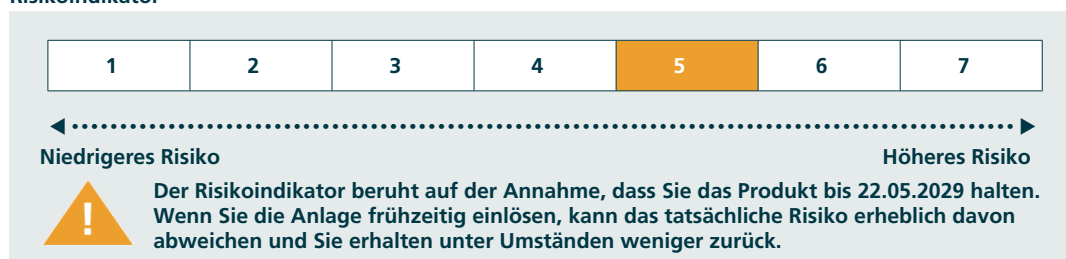 Risikoindikator
1 2 3 4 5 6 7
Niedrigeres Risiko Höheres Risiko
!
Der Risikoindikator beruht auf der Annahme, dass Sie das Produkt bis 22.05.2029 halten.
Wenn Sie die Anlage frühzeitig einlösen, kann das tatsächliche Risiko erheblich davon
abweichen und Sie erhalten unter Umständen weniger zurück.